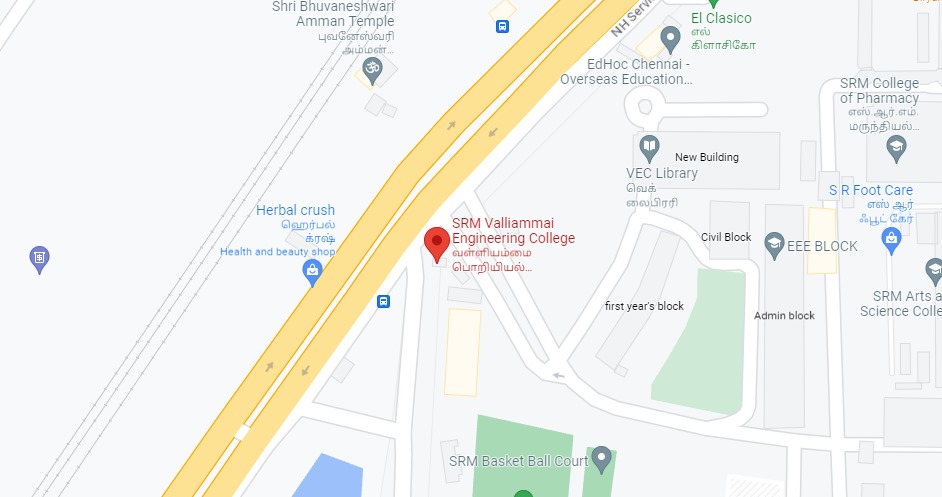 Shri Bhuvaneshwari
Amman Temple
புவனேஸ்வரி
அம்மன்...
NH Servi
El Clasico
எல்
கிளாசிகோ
EdHoc Chennai -
Overseas Education...
SRM College
of Pharmacy
எஸ்.ஆர்.எம்.
மருந்தியல்...
New Building
VEC Library
வெக்
லைபிரரி
S R Foot Care
எஸ் ஆர்
ஃபூட் கேர்
Herbal crush
ஹெர்பல்
க்ரஷ்
Health and beauty shop
SRM Valliammai
Engineering College
வள்ளியம்மை
பொறியியல்...
Civil Block
EEE BLOCK
first year's block
Admin block
SRM Arts a
Science Colle
SRM Basket Ball Court